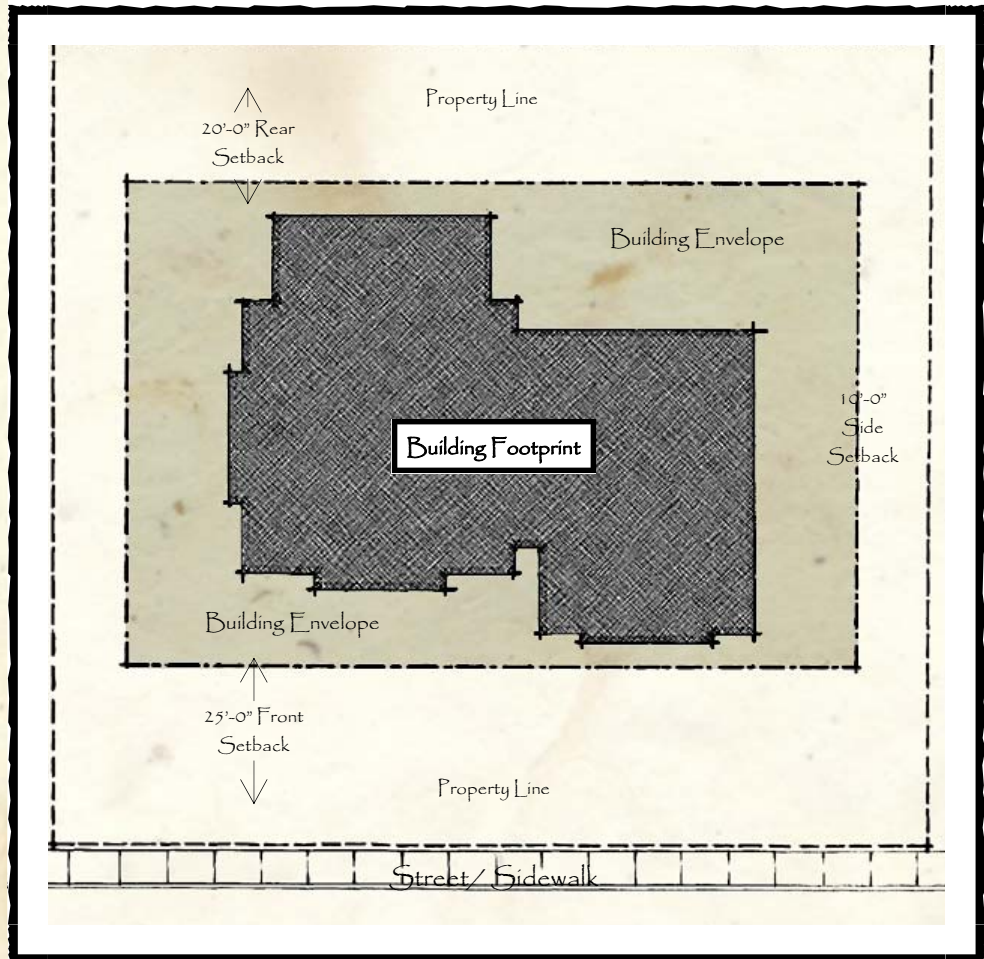 Property Line
20'-0" Rear
Setback
Building Envelope
10'-0"
Side
Setback
Building Footprint
Building Envelope
25'-0" Front
Setback
Property Line
Street/ Sidewalk